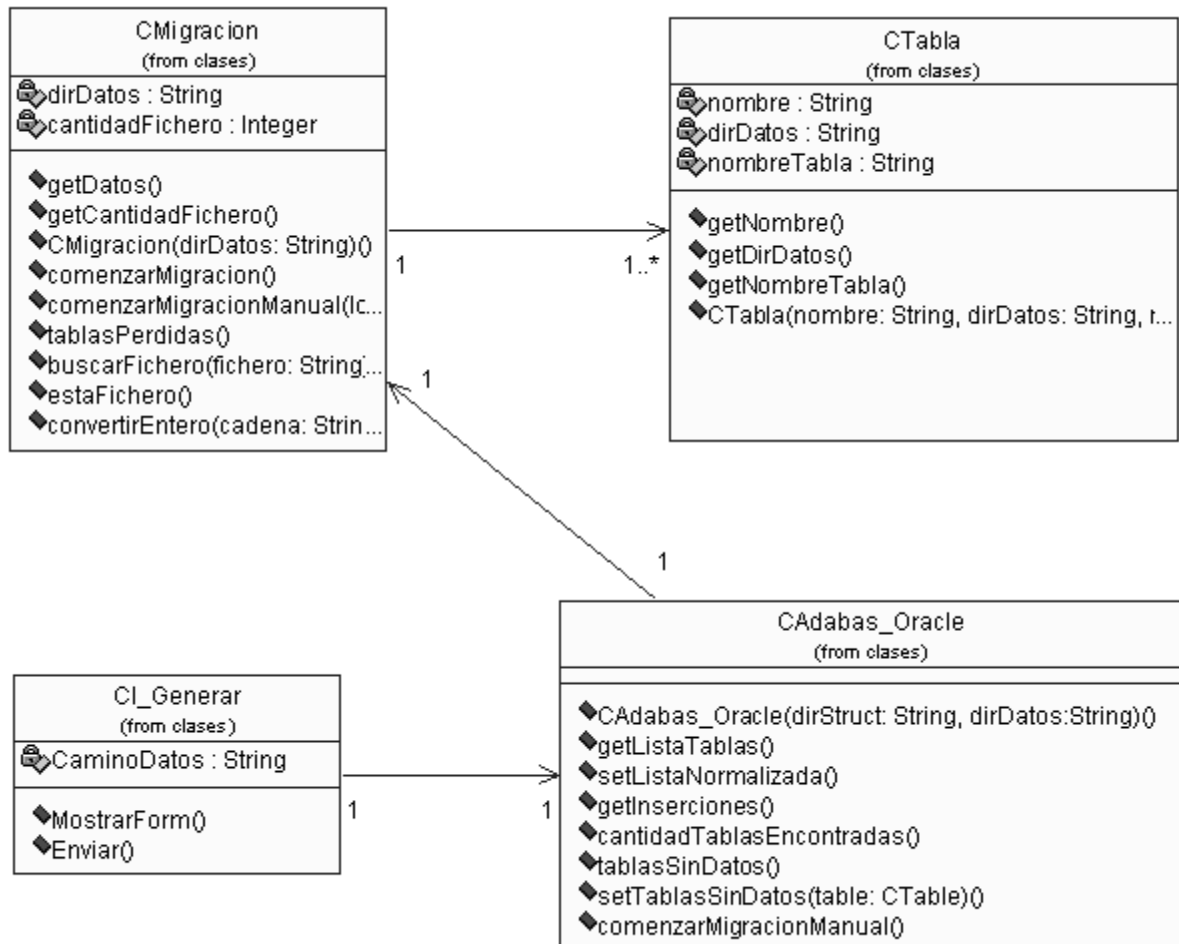 CMigracion
(from clases)
dirDatos : String
cantidadFichero : Integer
getDatos()
getCantidadFichero()
CMigracion(dirDatos: String)()
comenzarMigracion()
comenzarMigracionManual(lc...
tablasPerdidas()
buscarFichero(fichero: String)...
estaFichero()
convertirEntero(cadena: Strin...
1
1..*
CTabla
(from clases)
nombre : String
dirDatos : String
nombreTabla : String
getNombre()
getDirDatos()
getNombreTabla()
CTabla(nombre: String, dirDatos: String, r...
1
1
CI_Generar
(from clases)
CaminoDatos : String
MostrarForm()
Enviar()
1
1
CAdabas_Oracle
(from clases)
CAdabas_Oracle(dirStruct: String, dirDatos:String)()
getListaTablas()
setListaNormalizada()
getInserciones()
cantidadTablasEncontradas()
tablasSinDatos()
setTablasSinDatos(table: CTable)()
comenzarMigracionManual()